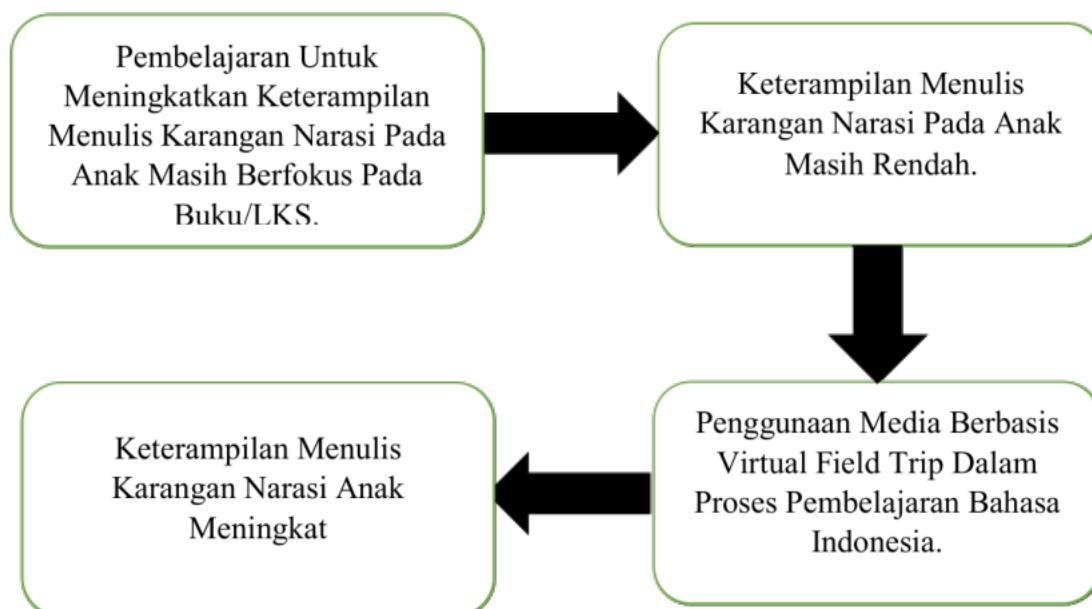 Pembelajaran Untuk
Meningkatkan Keterampilan
Menulis Karangan Narasi Pada
Anak Masih Berfokus Pada
Buku/LKS.
Keterampilan Menulis
Karangan Narasi Pada Anak
Masih Rendah.
Penggunaan Media Berbasis
Virtual Field Trip Dalam
Proses Pembelajaran Bahasa
Indonesia.
Keterampilan Menulis
Karangan Narasi Anak
Meningkat